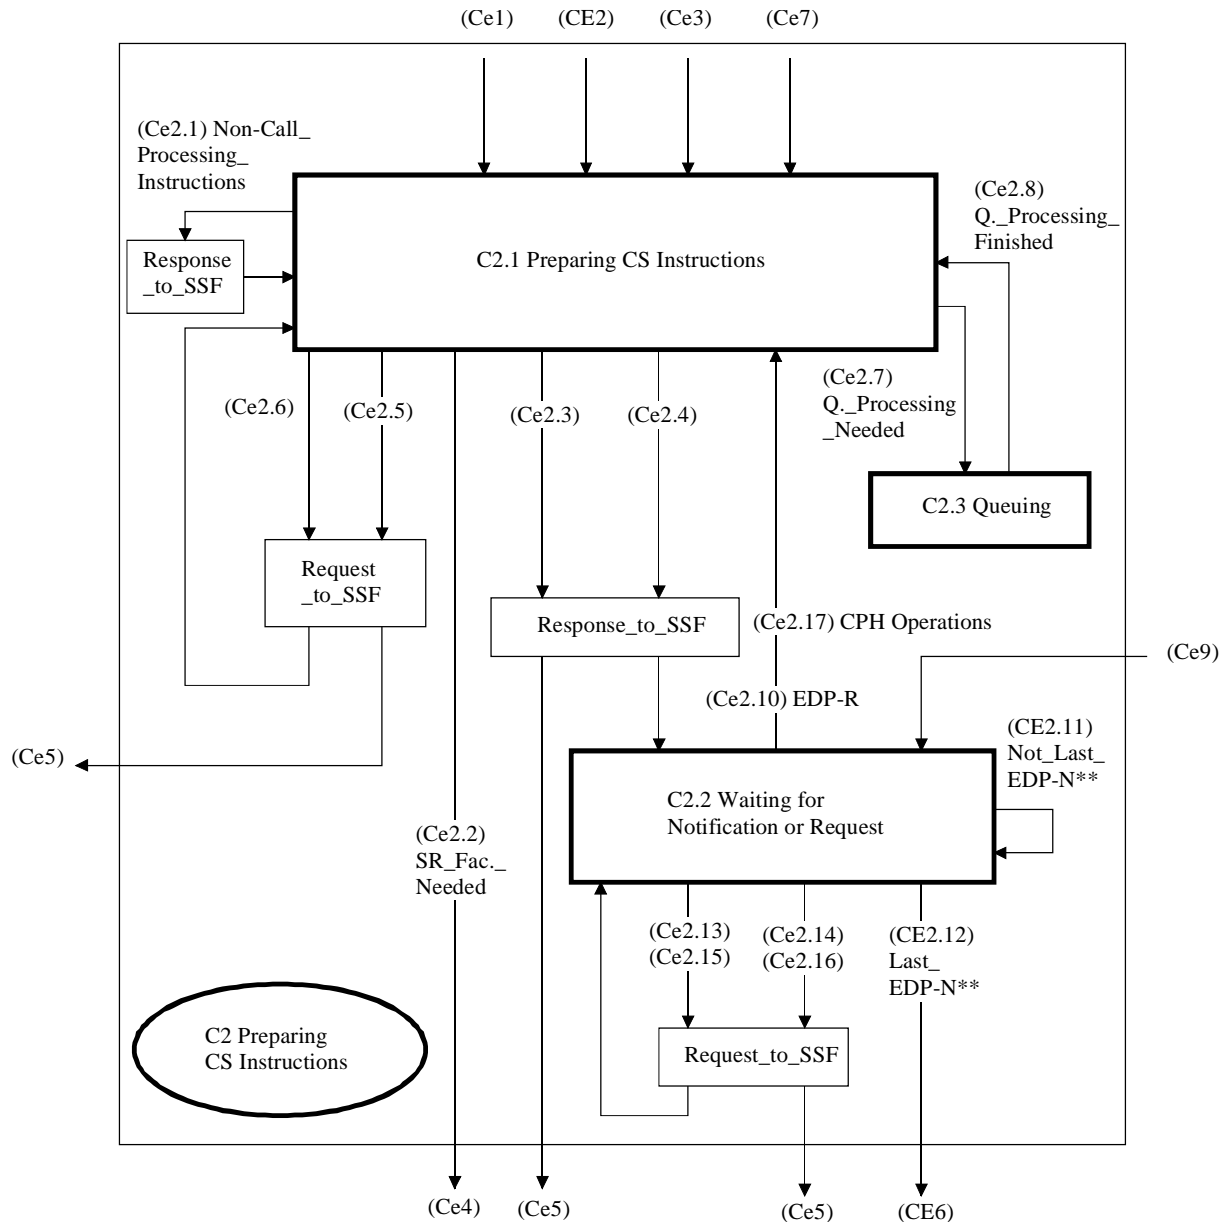 (Ce1)
(CE2)
(Ce3)
(Ce7)
(Ce2.1) Non-Call_
Processing_
Instructions
Response
_to_SSF
C2.1 Preparing CS Instructions
(Ce2.8)
Q._Processing_
Finished
(Ce2.6)
(Ce2.5)
(Ce2.3)
(Ce2.4)
(Ce2.7)
Q._Processing
_Needed
C2.3 Queuing
Request
_to_SSF
Response_to_SSF
(Ce2.17) CPH Operations
(Ce9)
(Ce2.10) EDP-R
(CE2.11)
Not_Last_
EDP-N**
(Ce5)
C2.2 Waiting for
Notification or Request
(Ce2.2)
SR_Fac._
Needed
(Ce2.13)
(Ce2.15)
(Ce2.14)
(Ce2.16)
(CE2.12)
Last_
EDP-N**
C2 Preparing
CS Instructions
Request_to_SSF
(Ce4)
(Ce5)
(Ce5)
(CE6)